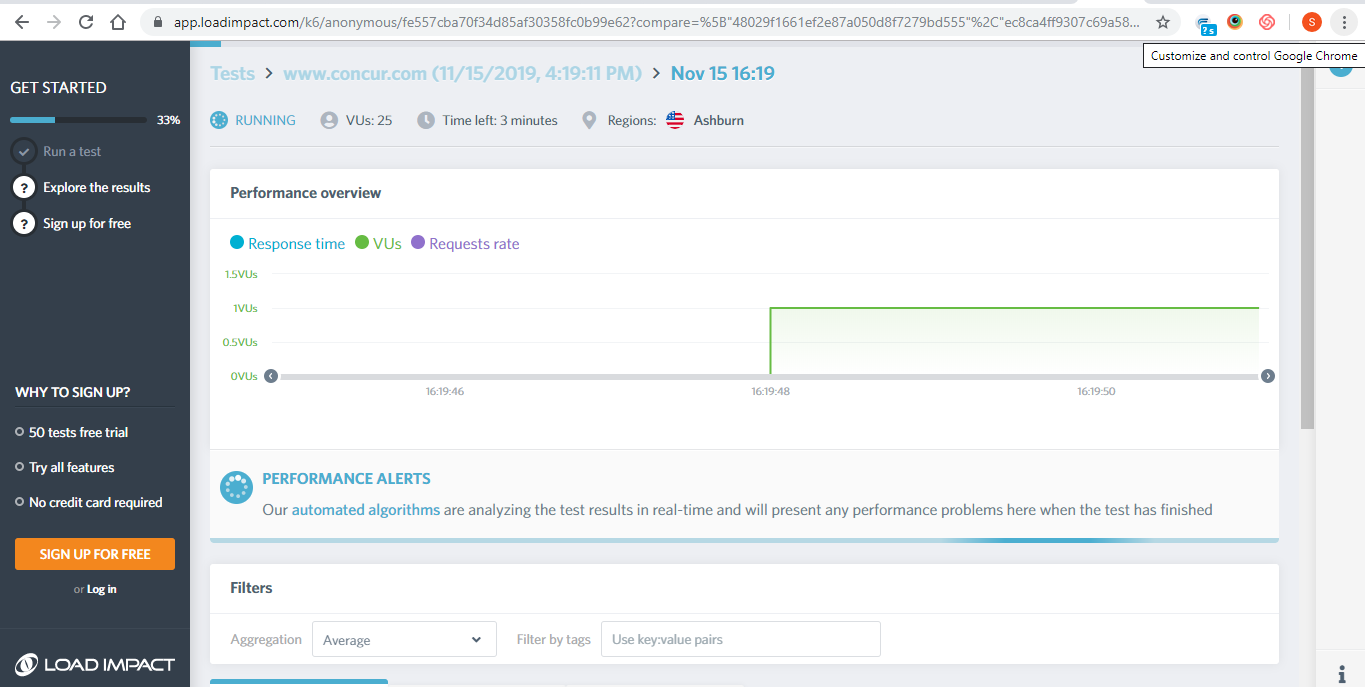 app.loadimpact.com/k6/anonymous/fe557cba70f34d85af30358fc0b99e62?compare=%5B"48029f1661ef2e87a050d8f7279bd555"%2C"ec8ca4ff9307c69a58...
?s
S
Customize and control Google Chrome
GET STARTED
33%
Run a test
? Explore the results
? Sign up for free
WHY TO SIGN UP?
50 tests free trial
Try all features
No credit card required
SIGN UP FOR FREE
or Log in
LOAD IMPACT
Tests > www.concur.com (11/15/2019, 4:19:11 PM) > Nov 15 16:19
RUNNING VUs: 25 Time left: 3 minutes Regions: Ashburn
Performance overview
Response time VUs Requests rate
1.5VUs
1VUs
0.5VUs
0VUs
16:19:46 16:19:48 16:19:50
PERFORMANCE ALERTS
Our automated algorithms are analyzing the test results in real-time and will present any performance problems here when the test has finished
Filters
Aggregation Average Filter by tags Use key:value pairs